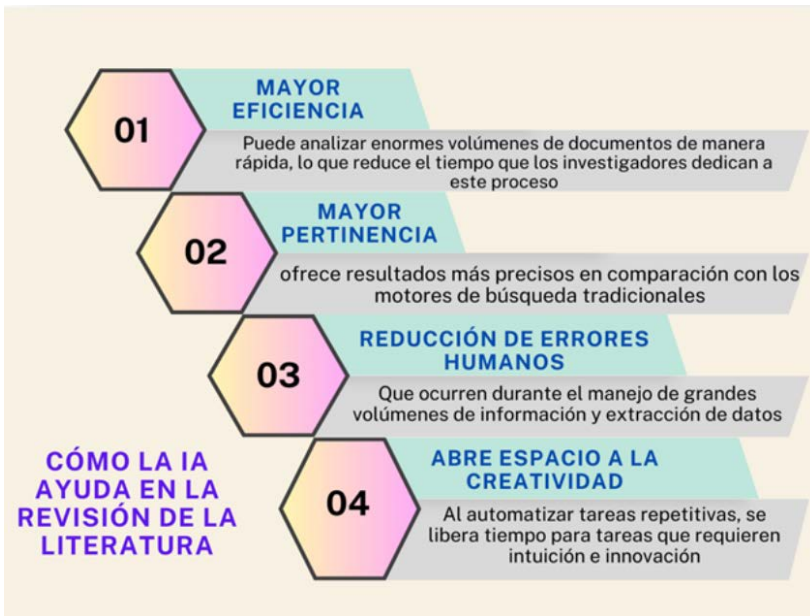 01
MAYOR
EFICIENCIA
Puede analizar enormes volúmenes de documentos de manera
rápida, lo que reduce el tiempo que los investigadores dedican a
este proceso
02
MAYOR
PERTINENCIA
ofrece resultados más precisos en comparación con los
motores de búsqueda tradicionales
03
REDUCCIÓN DE ERRORES
HUMANOS
Que ocurren durante el manejo de grandes
volúmenes de información y extracción de datos
CÓMO LA IA
AYUDA EN LA
REVISIÓN DE LA
LITERATURA
04
ABRE ESPACIO A LA
CREATIVIDAD
Al automatizar tareas repetitivas, se
libera tiempo para tareas que requieren
intuición e innovación